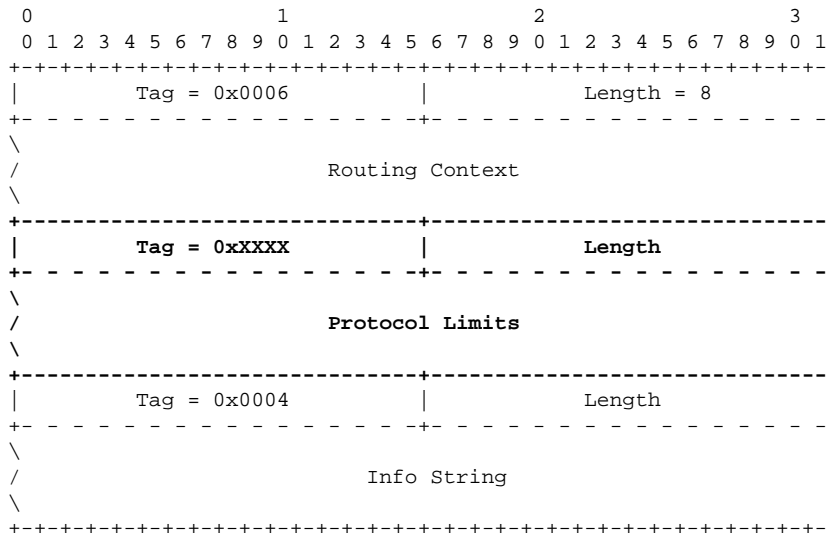 0                   1                   2                   3
 0 1 2 3 4 5 6 7 8 9 0 1 2 3 4 5 6 7 8 9 0 1 2 3 4 5 6 7 8 9 0 1
+-+-+-+-+-+-+-+-+-+-+-+-+-+-+-+-+-+-+-+-+-+-+-+-+-+-+-+-+-+-+-+-
|         Tag = 0x0006          |            Length = 8
+- - - - - - - - - - - - - - - -+- - - - - - - - - - - - - - - -
\
/                        Routing Context
\
+-------------------------------+-------------------------------
|         Tag = 0xXXXX          |            Length
+- - - - - - - - - - - - - - - -+- - - - - - - - - - - - - - - -
\
/                        Protocol Limits
\
+-------------------------------+-------------------------------
|         Tag = 0x0004          |            Length
+- - - - - - - - - - - - - - - -+- - - - - - - - - - - - - - - -
\
/                           Info String
\
+-+-+-+-+-+-+-+-+-+-+-+-+-+-+-+-+-+-+-+-+-+-+-+-+-+-+-+-+-+-+-+-